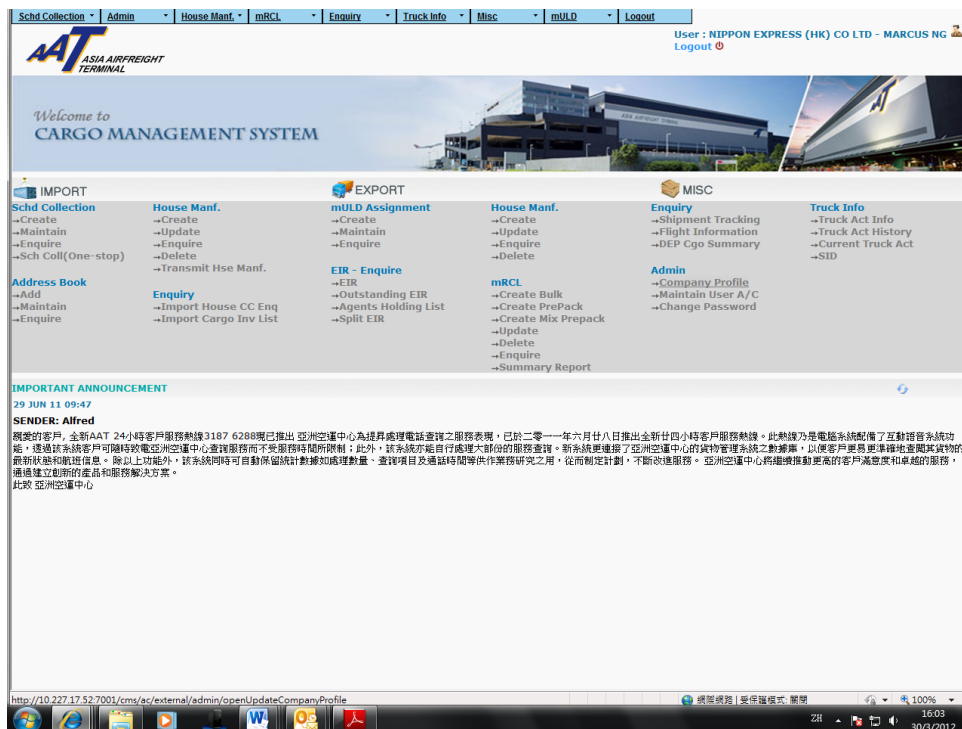 Schd Collection Admin House Manf. mRCL Enquiry Truck Info Misc mULD Logout
User : NIPPON EXPRESS (HK) CO LTD - MARCUS NG
Logout
AAT ASIA AIRFREIGHT TERMINAL
Welcome to
CARGO MANAGEMENT SYSTEM
ASIA AIRFREIGHT TERMINAL
IMPORT
Schd Collection
→Create
→Maintain
→Enquire
→Sch Coll(One-stop)
Address Book
→Add
→Maintain
→Enquire
House Manf.
→Create
→Update
→Enquire
→Delete
→Transmit Hse Manf.
Enquiry
→Import House CC Enq
→Import Cargo Inv List
EXPORT
mULD Assignment
→Create
→Maintain
→Enquire
EIR - Enquire
→EIR
→Outstanding EIR
→Agents Holding List
→Split EIR
House Manf.
→Create
→Update
→Enquire
→Delete
mRCL
→Create Bulk
→Create PrePack
→Create Mix Prepack
→Update
→Delete
→Enquire
→Summary Report
MISC
Enquiry
→Shipment Tracking
→Flight Information
→DEP Cgo Summary
Admin
→Company Profile
→Maintain User A/C
→Change Password
Truck Info
→Truck Act Info
→Truck Act History
→Current Truck Act
→SID
IMPORTANT ANNOUNCEMENT
29 JUN 11 09:47
SENDER: Alfred
親愛的客戶, 全新AAT 24小時客戶服務熱線3187 6288現已推出 亞洲空運中心為提昇處理電話查詢之服務表現，已於二零一一年六月廿八日推出全新廿四小時客戶服務熱線。此熱線乃是電腦系統配備了互動語音系統功
能，透過該系統客戶可隨時致電亞洲空運中心查詢服務而不受服務時間所限制；此外，該系統亦能自行處理大部份的服務查詢。新系統更連接了亞洲空運中心的貨物管理系統之數據庫，以便客戶更易更準確地查閱其貨物的
最新狀態和航班信息。 除以上功能外，該系統同時可自動保留統計數據如處理數量、查詢項目及通話時間等供作業務研究之用，從而制定計劃，不斷改進服務。 亞洲空運中心將繼續推動更高的客戶滿意度和卓越的服務，
通過建立創新的產品和服務解決方案。
此致 亞洲空運中心
http://10.227.17.52:7001/cms/ac/external/admin/openUpdateCompanyProfile
網際網路 | 受保護模式: 關閉
100%
ZH
16:03
30/3/2012